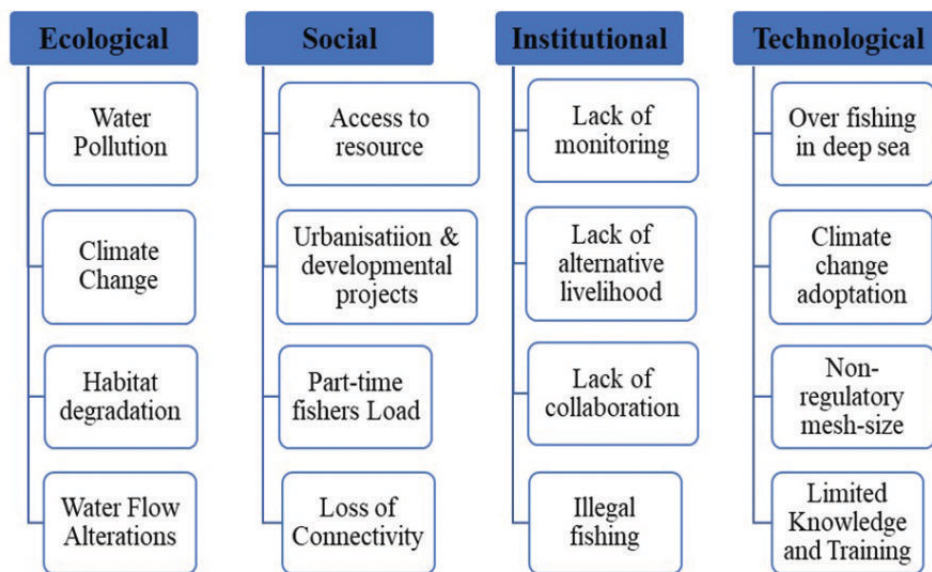 Ecological
Water
Pollution
Climate
Change
Habitat
degradation
Water Flow
Alterations
Social
Access to
resource
Urbanisatiion &
developmental
projects
Part-time
fishers Load
Loss of
Connectivity
Institutional
Lack of
monitoring
Lack of
alternative
livelihood
Lack of
collaboration
Illegal
fishing
Technological
Over fishing
in deep sea
Climate
change
adoptation
Non-
regulatory
mesh-size
Limited
Knowledge
and Training